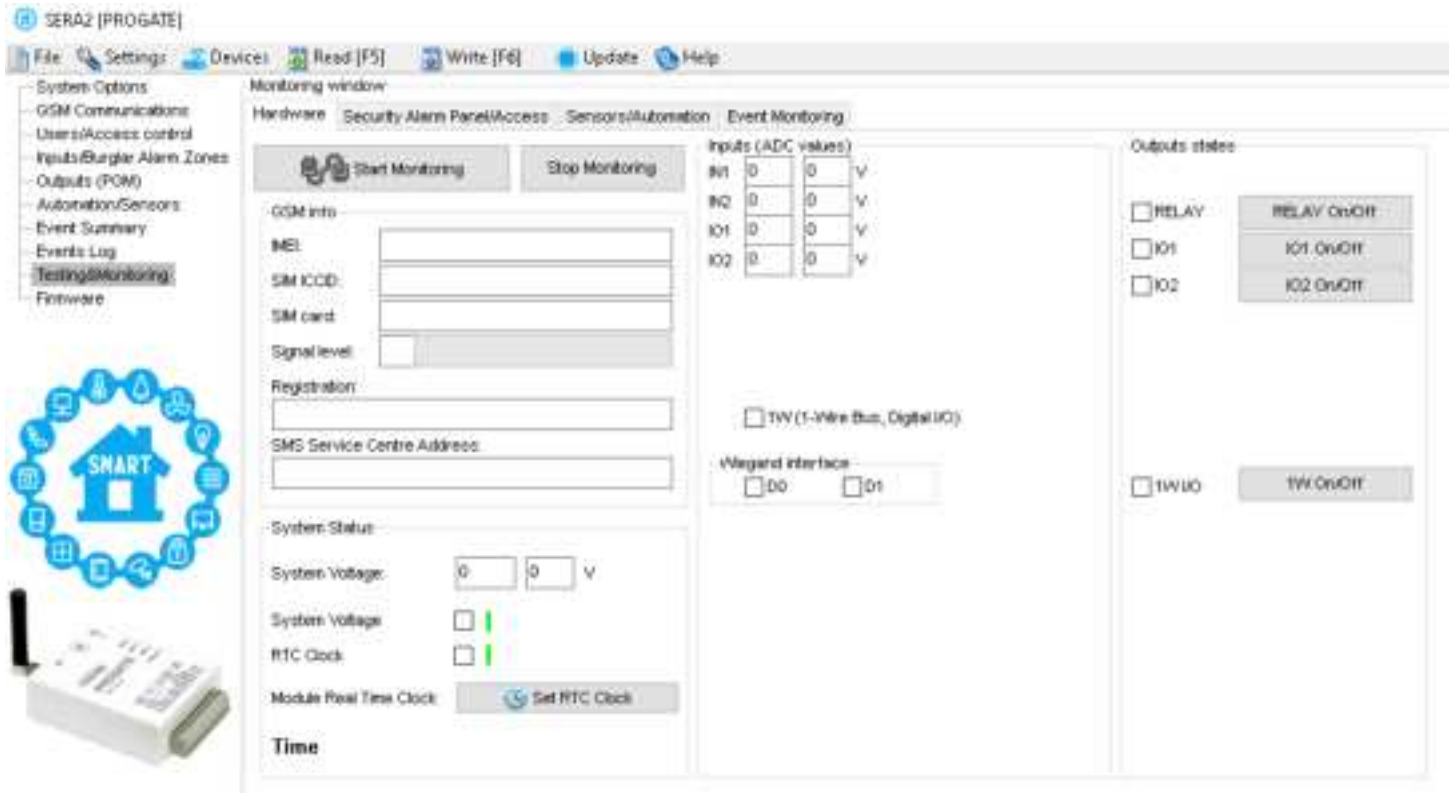 SERA2 [PROGATE]
File Settings Devices Read [F5] Write [F6] Update Help
System Options
GSM Communications
Users/Access control
Inputs/Burglar Alarm Zones
Outputs (PGM)
Automation/Sensors
Event Summary
Events Log
Testing&Monitoring
Firmware
SMART
Monitoring window
Hardware Security Alarm Panel/Access Sensors/Automation Event Monitoring
Start Monitoring Stop Monitoring
GSM info
IMEI:
SIM ICCID:
SIM card:
Signal level:
Registration:
SMS Service Centre Address:
System Status
System Voltage: 0 0 V
System Voltage
RTC Clock
Module Real Time Clock: Set RTC Clock
Time
Inputs (ADC values)
IN1 0 0 V
IN2 0 0 V
IO1 0 0 V
IO2 0 0 V
1W (1-Wire Bus, Digital I/O)
Wiegand interface
D0 D1
Outputs states
RELAY RELAY On/Off
IO1 IO1 On/Off
IO2 IO2 On/Off
1W I/O 1W On/Off